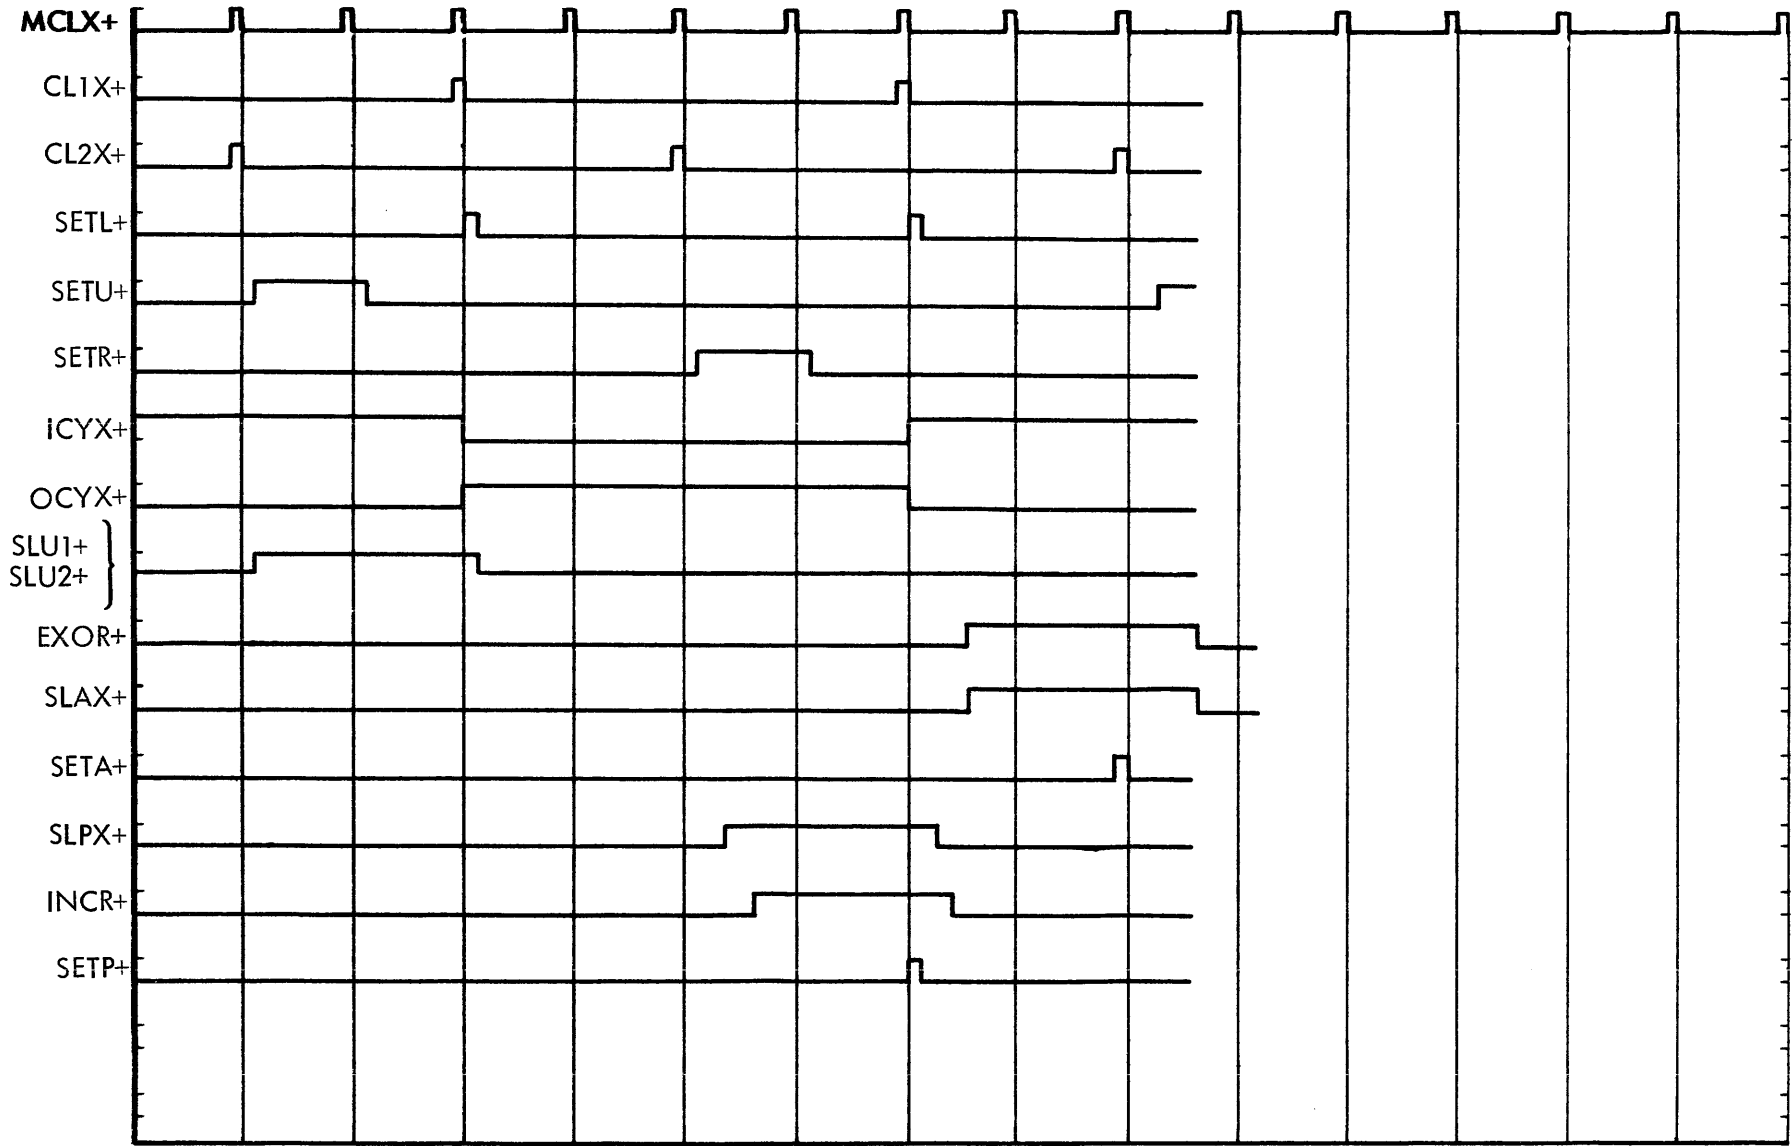 MCLX+
CL1X+
CL2X+
SETL+
SETU+
SETR+
iCYX+
OCYX+
SLU1+
SLU2+
EXOR+
SLAX+
SETA+
SLPX+
INCR+
SETP+